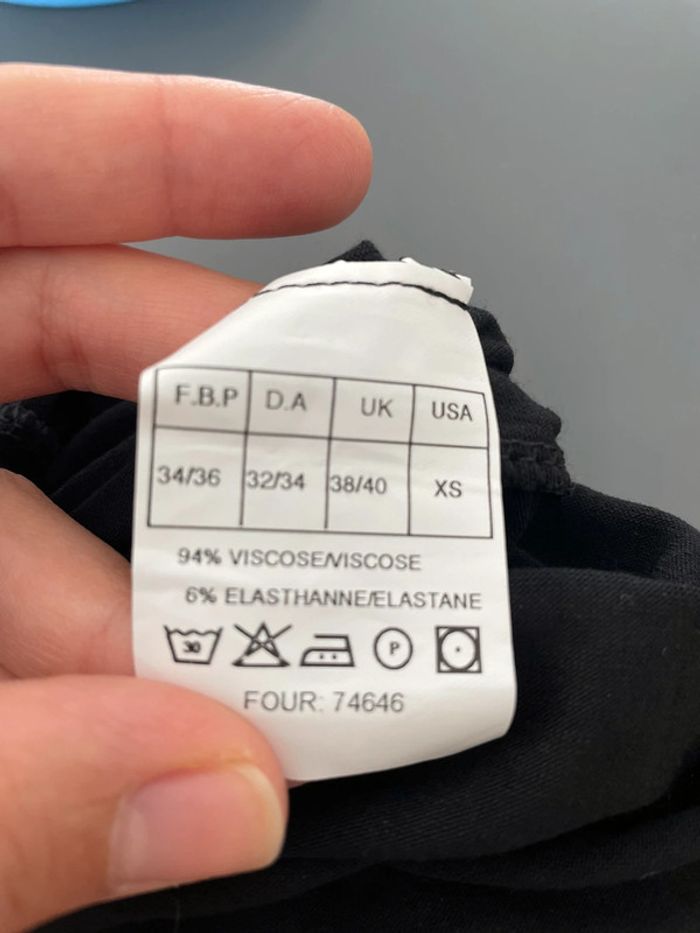 F.B.P D.A UK USA
34/36 32/34 38/40 XS
94% VISCOSE/VISCOSE
6% ELASTHANNE/ELASTANE
30 P
FOUR: 74646